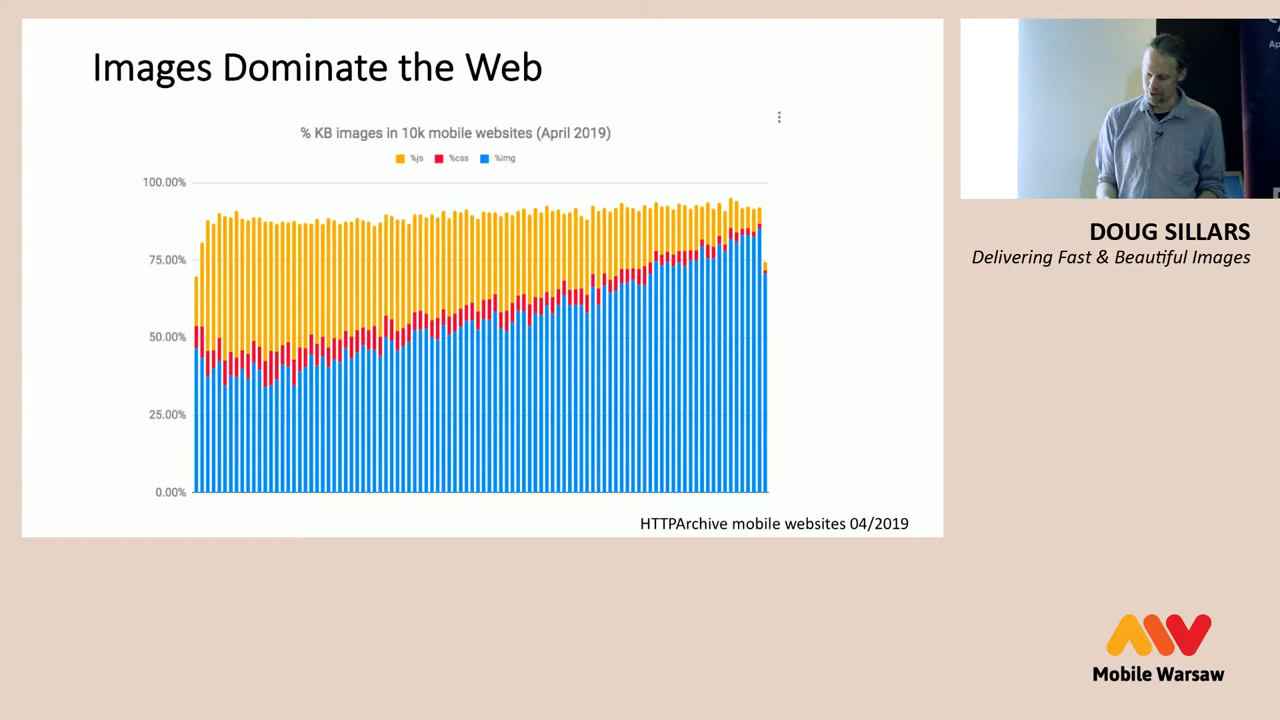 Images Dominate the Web
% KB images in 10k mobile websites (April 2019)
%js %css %img
100.00%
75.00%
50.00%
25.00%
0.00%
HTTPArchive mobile websites 04/2019
Ap
DOUG SILLARS
Delivering Fast & Beautiful Images
Mobile Warsaw